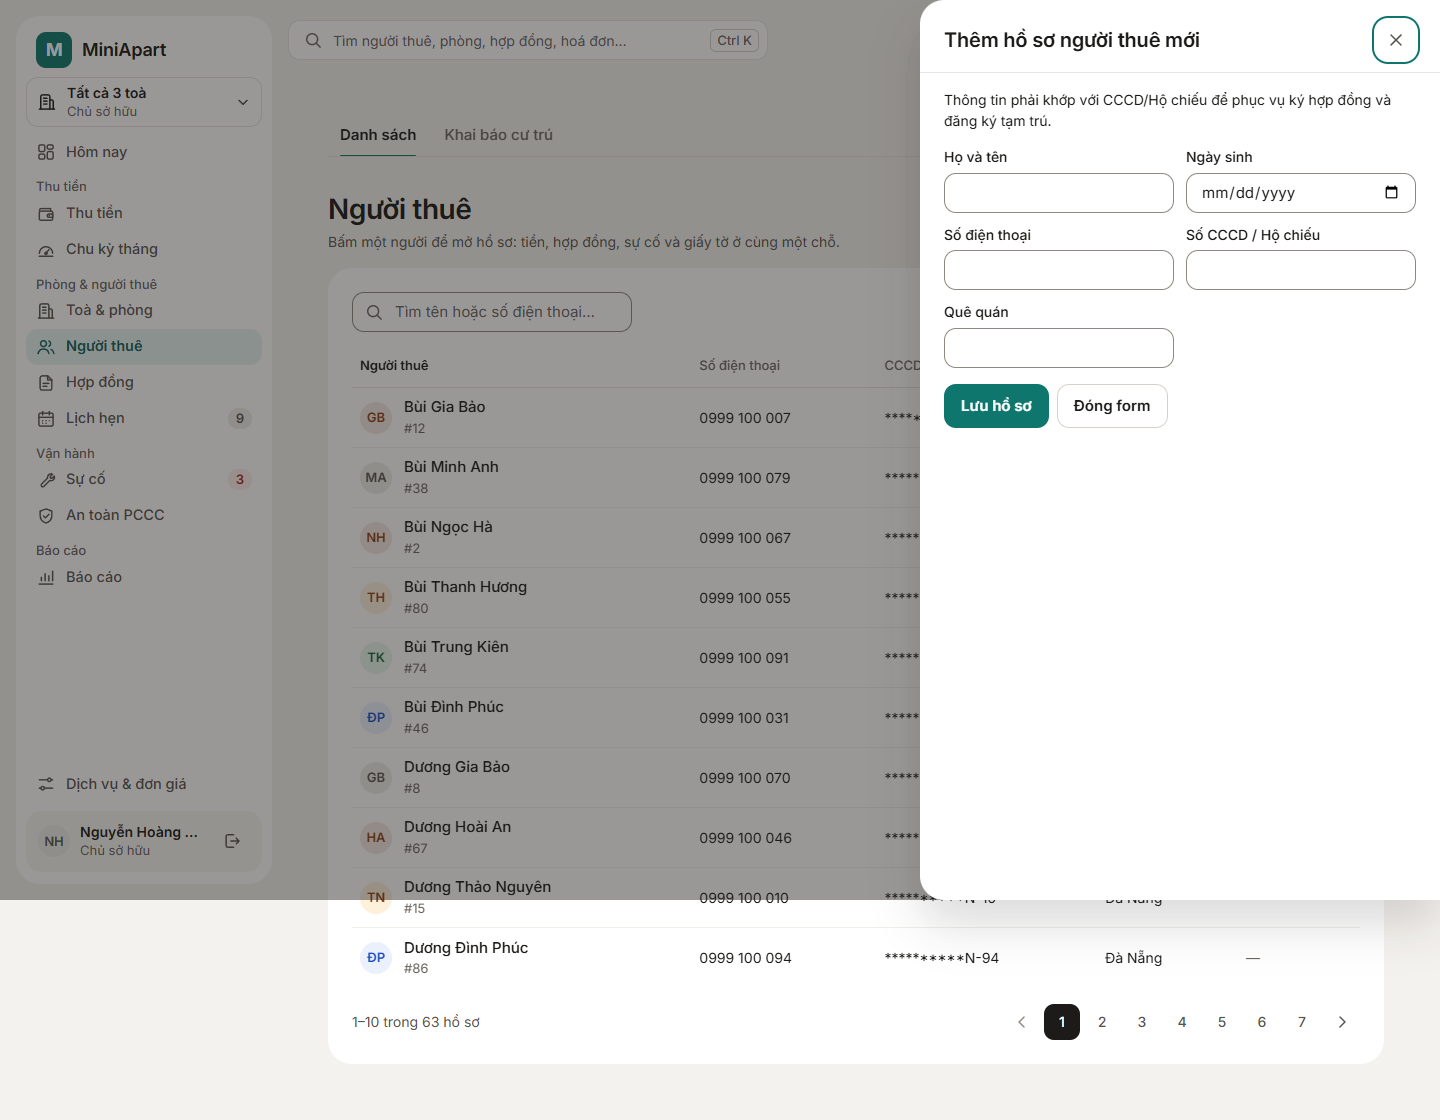 M MiniApart
Tất cả 3 toà
Chủ sở hữu
Hôm nay
Thu tiền
Thu tiền
Chu kỳ tháng
Phòng & người thuê
Toà & phòng
Người thuê
Hợp đồng
Lịch hẹn 9
Vận hành
Sự cố 3
An toàn PCCC
Báo cáo
Báo cáo
Dịch vụ & đơn giá
NH Nguyễn Hoàng ...
Chủ sở hữu
Tìm người thuê, phòng, hợp đồng, hoá đơn... Ctrl K
Danh sách Khai báo cư trú
Người thuê
Bấm một người để mở hồ sơ: tiền, hợp đồng, sự cố và giấy tờ ở cùng một chỗ.
Tìm tên hoặc số điện thoại...
Người thuê Số điện thoại CCCD
GB Bùi Gia Bảo 0999 100 007 *****
#12
MA Bùi Minh Anh 0999 100 079 *****
#38
NH Bùi Ngọc Hà 0999 100 067 *****
#2
TH Bùi Thanh Hương 0999 100 055 *****
#80
TK Bùi Trung Kiên 0999 100 091 *****
#74
ĐP Bùi Đình Phúc 0999 100 031 *****
#46
GB Dương Gia Bảo 0999 100 070 *****
#8
HA Dương Hoài An 0999 100 046 *****
#67
TN Dương Thảo Nguyên 0999 100 010
#15
ĐP Dương Đình Phúc 0999 100 094 **********N-94 Đà Nẵng —
#86
1–10 trong 63 hồ sơ 1 2 3 4 5 6 7
Thêm hồ sơ người thuê mới
Thông tin phải khớp với CCCD/Hộ chiếu để phục vụ ký hợp đồng và
đăng ký tạm trú.
Họ và tên Ngày sinh
mm/dd/yyyy
Số điện thoại Số CCCD / Hộ chiếu
Quê quán
Lưu hồ sơ Đóng form